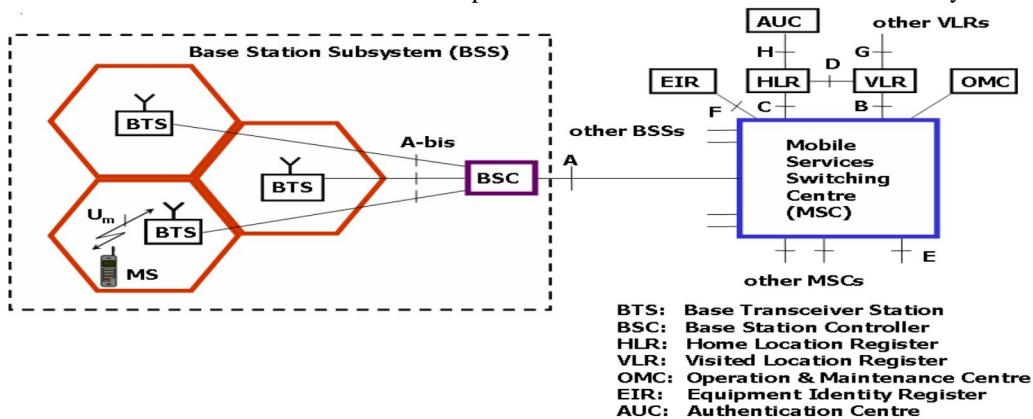 AUC
other VLRs
Base Station Subsystem (BSS)
H
G
D
EIR
HLR
VLR
OMC
F
C
B
BTS
other BSSs
A-bis
A
Mobile
Services
Switching
Centre
(MSC)
BTS
BSC
Um
BTS
MS
E
other MSCs
BTS: Base Transceiver Station
BSC: Base Station Controller
HLR: Home Location Register
VLR: Visited Location Register
OMC: Operation & Maintenance Centre
EIR: Equipment Identity Register
AUC: Authentication Centre